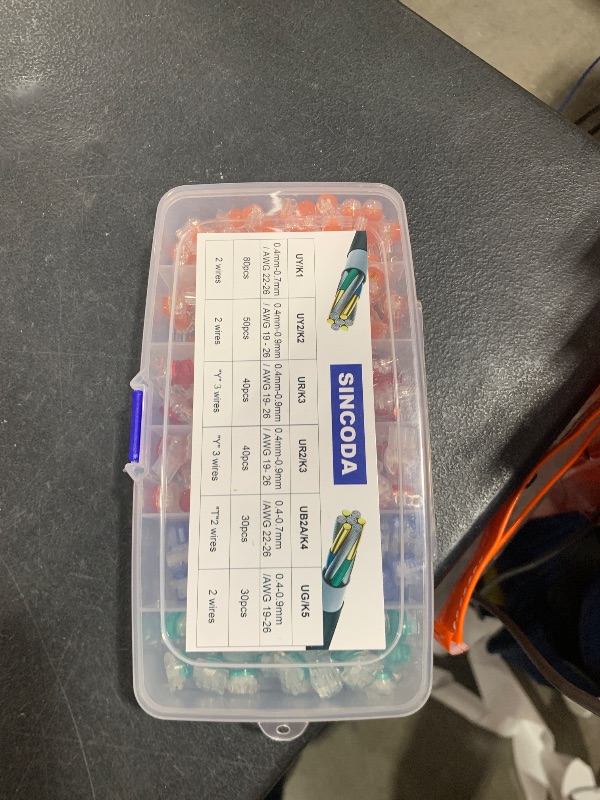 SINCODA
UY/K1 UY2/K2 UR/K3 UR2/K3 UB2A/K4 UG/K5
0.4mm-0.7mm 0.4mm-0.9mm 0.4mm-0.9mm 0.4mm-0.9mm 0.4-0.7mm 0.4-0.9mm
/ AWG 22-26 / AWG 19 - 26 / AWG 19- 26 / AWG 19- 26 /AWG 22-26 /AWG 19-26
80pcs 50pcs 40pcs 40pcs 30pcs 30pcs
2 wires 2 wires "Y" 3 wires "Y" 3 wires "T"2 wires 2 wires